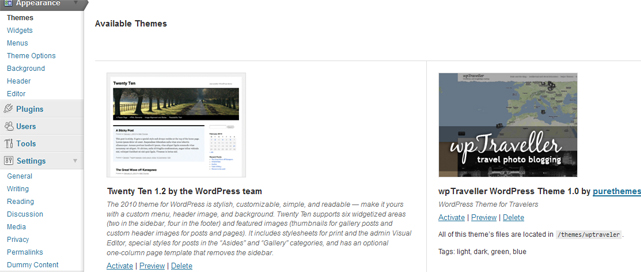 Appearance
Themes
Widgets
Menus
Theme Options
Background
Header
Editor
Plugins
Users
Tools
Settings
General
Writing
Reading
Discussion
Media
Privacy
Permalinks
Dummy Content
Available Themes
Twenty Ten
Twenty Ten 1.2 by the WordPress team
The 2010 theme for WordPress is stylish, customizable, simple, and readable — make it yours
with a custom menu, header image, and background. Twenty Ten supports six widgetized areas
(two in the sidebar, four in the footer) and featured images (thumbnails for gallery posts and
custom header images for posts and pages). It includes stylesheets for print and the admin Visual
Editor, special styles for posts in the "Asides" and "Gallery" categories, and has an optional
one-column page template that removes the sidebar.
Activate | Preview | Delete
wpTraveller
wpTraveller
travel photo blogging
wpTraveller WordPress Theme 1.0 by purethemes
WordPress Theme for Travelers
Activate | Preview | Delete
All of this theme's files are located in /themes/wptraveler.
Tags: light, dark, green, blue